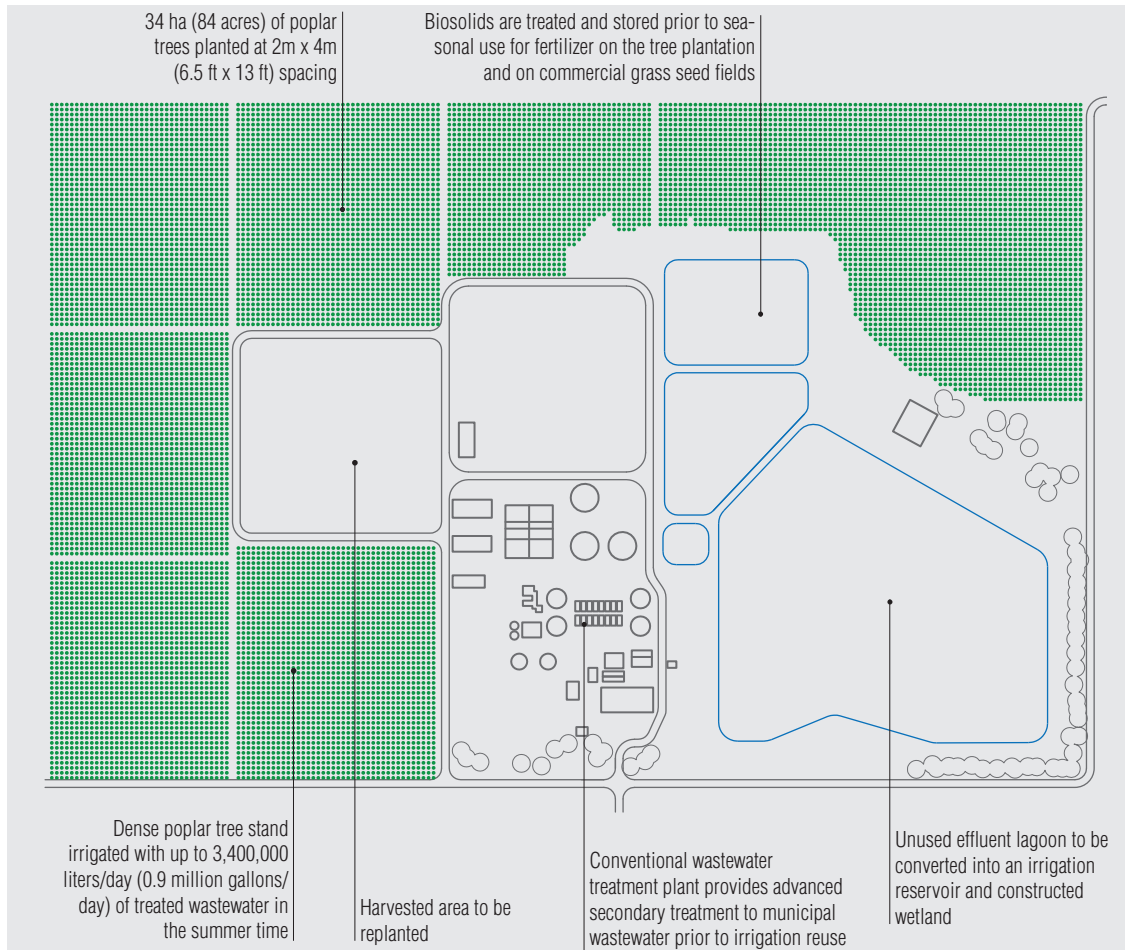 34 ha (84 acres) of poplar
trees planted at 2m x 4m
(6.5 ft x 13 ft) spacing
Biosolids are treated and stored prior to sea-
sonal use for fertilizer on the tree plantation
and on commercial grass seed fields
Dense poplar tree stand
irrigated with up to 3,400,000
liters/day (0.9 million gallons/
day) of treated wastewater in
the summer time
Harvested area to be
replanted
Conventional wastewater
treatment plant provides advanced
secondary treatment to municipal
wastewater prior to irrigation reuse
Unused effluent lagoon to be
converted into an irrigation
reservoir and constructed
wetland